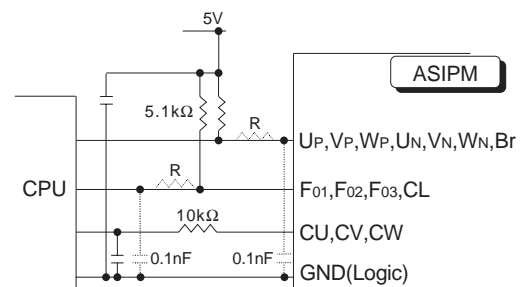 5V
ASIPM
5.1kΩ
R
UP,VP,WP,UN,VN,WN,Br
R
CPU
F01,F02,F03,CL
10kΩ
CU,CV,CW
0.1nF
0.1nF
GND(Logic)